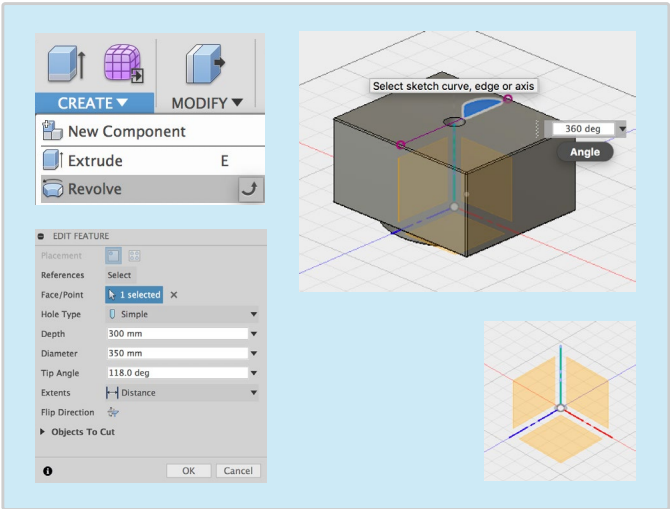 CREATE ▼ MODIFY ▼
New Component
Extrude E
Revolve
Select sketch curve, edge or axis
360 deg
Angle
EDIT FEATURE
Placement
References Select
Face/Point 1 selected ×
Hole Type Simple
Depth 300 mm
Diameter 350 mm
Tip Angle 118.0 deg
Extents Distance
Flip Direction
Objects To Cut
OK Cancel